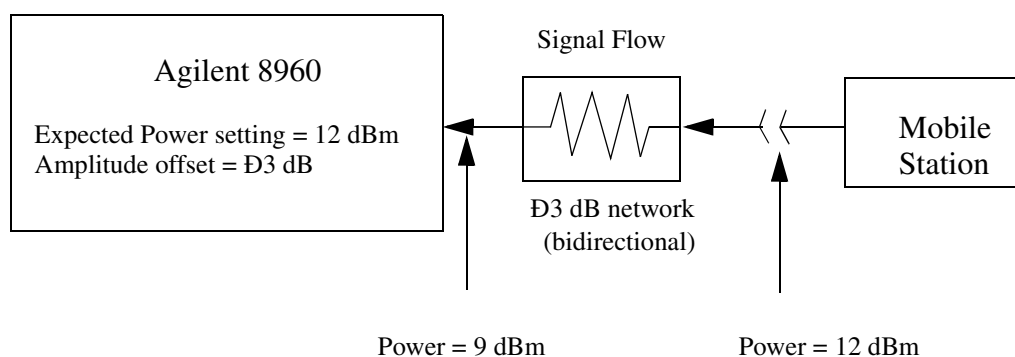 Signal Flow
Agilent 8960
Expected Power setting = 12 dBm
Amplitude offset = Ð3 dB
Mobile
Station
Ð3 dB network
(bidirectional)
Power = 9 dBm
Power = 12 dBm